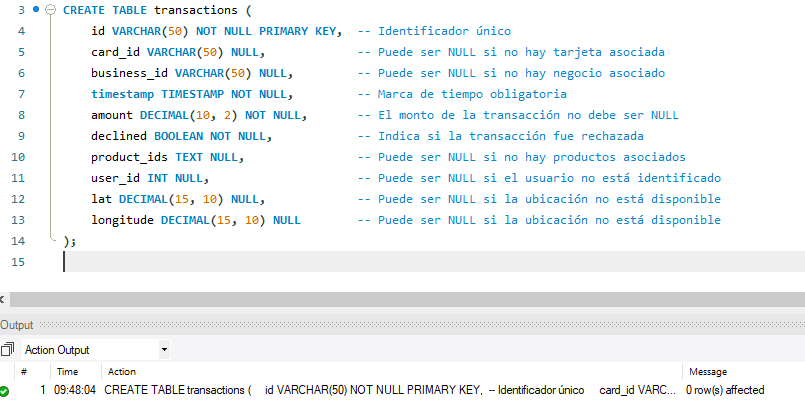 3 CREATE TABLE transactions (
4 id VARCHAR(50) NOT NULL PRIMARY KEY, -- Identificador único
5 card_id VARCHAR(50) NULL, -- Puede ser NULL si no hay tarjeta asociada
6 business_id VARCHAR(50) NULL, -- Puede ser NULL si no hay negocio asociado
7 timestamp TIMESTAMP NOT NULL, -- Marca de tiempo obligatoria
8 amount DECIMAL(10, 2) NOT NULL, -- El monto de la transacción no debe ser NULL
9 declined BOOLEAN NOT NULL, -- Indica si la transacción fue rechazada
10 product_ids TEXT NULL, -- Puede ser NULL si no hay productos asociados
11 user_id INT NULL, -- Puede ser NULL si el usuario no está identificado
12 lat DECIMAL(15, 10) NULL, -- Puede ser NULL si la ubicación no está disponible
13 longitude DECIMAL(15, 10) NULL -- Puede ser NULL si la ubicación no está disponible
14 );
15
Output
Action Output
# Time Action Message
1 09:48:04 CREATE TABLE transactions ( id VARCHAR(50) NOT NULL PRIMARY KEY, -- Identificador único card_id VARC... 0 row(s) affected